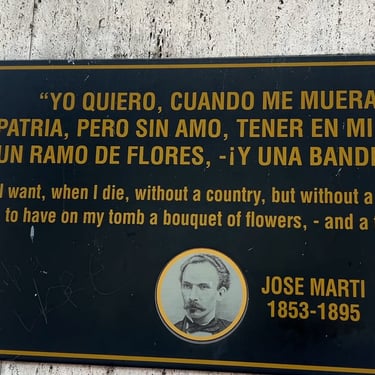 “YO QUIERO, CUANDO ME MUERA
PATRIA, PERO SIN AMO, TENER EN MI
UN RAMO DE FLORES, -¡Y UNA BANDE
I want, when I die, without a country, but without a
to have on my tomb a bouquet of flowers, - and a
JOSE MARTI
1853-1895